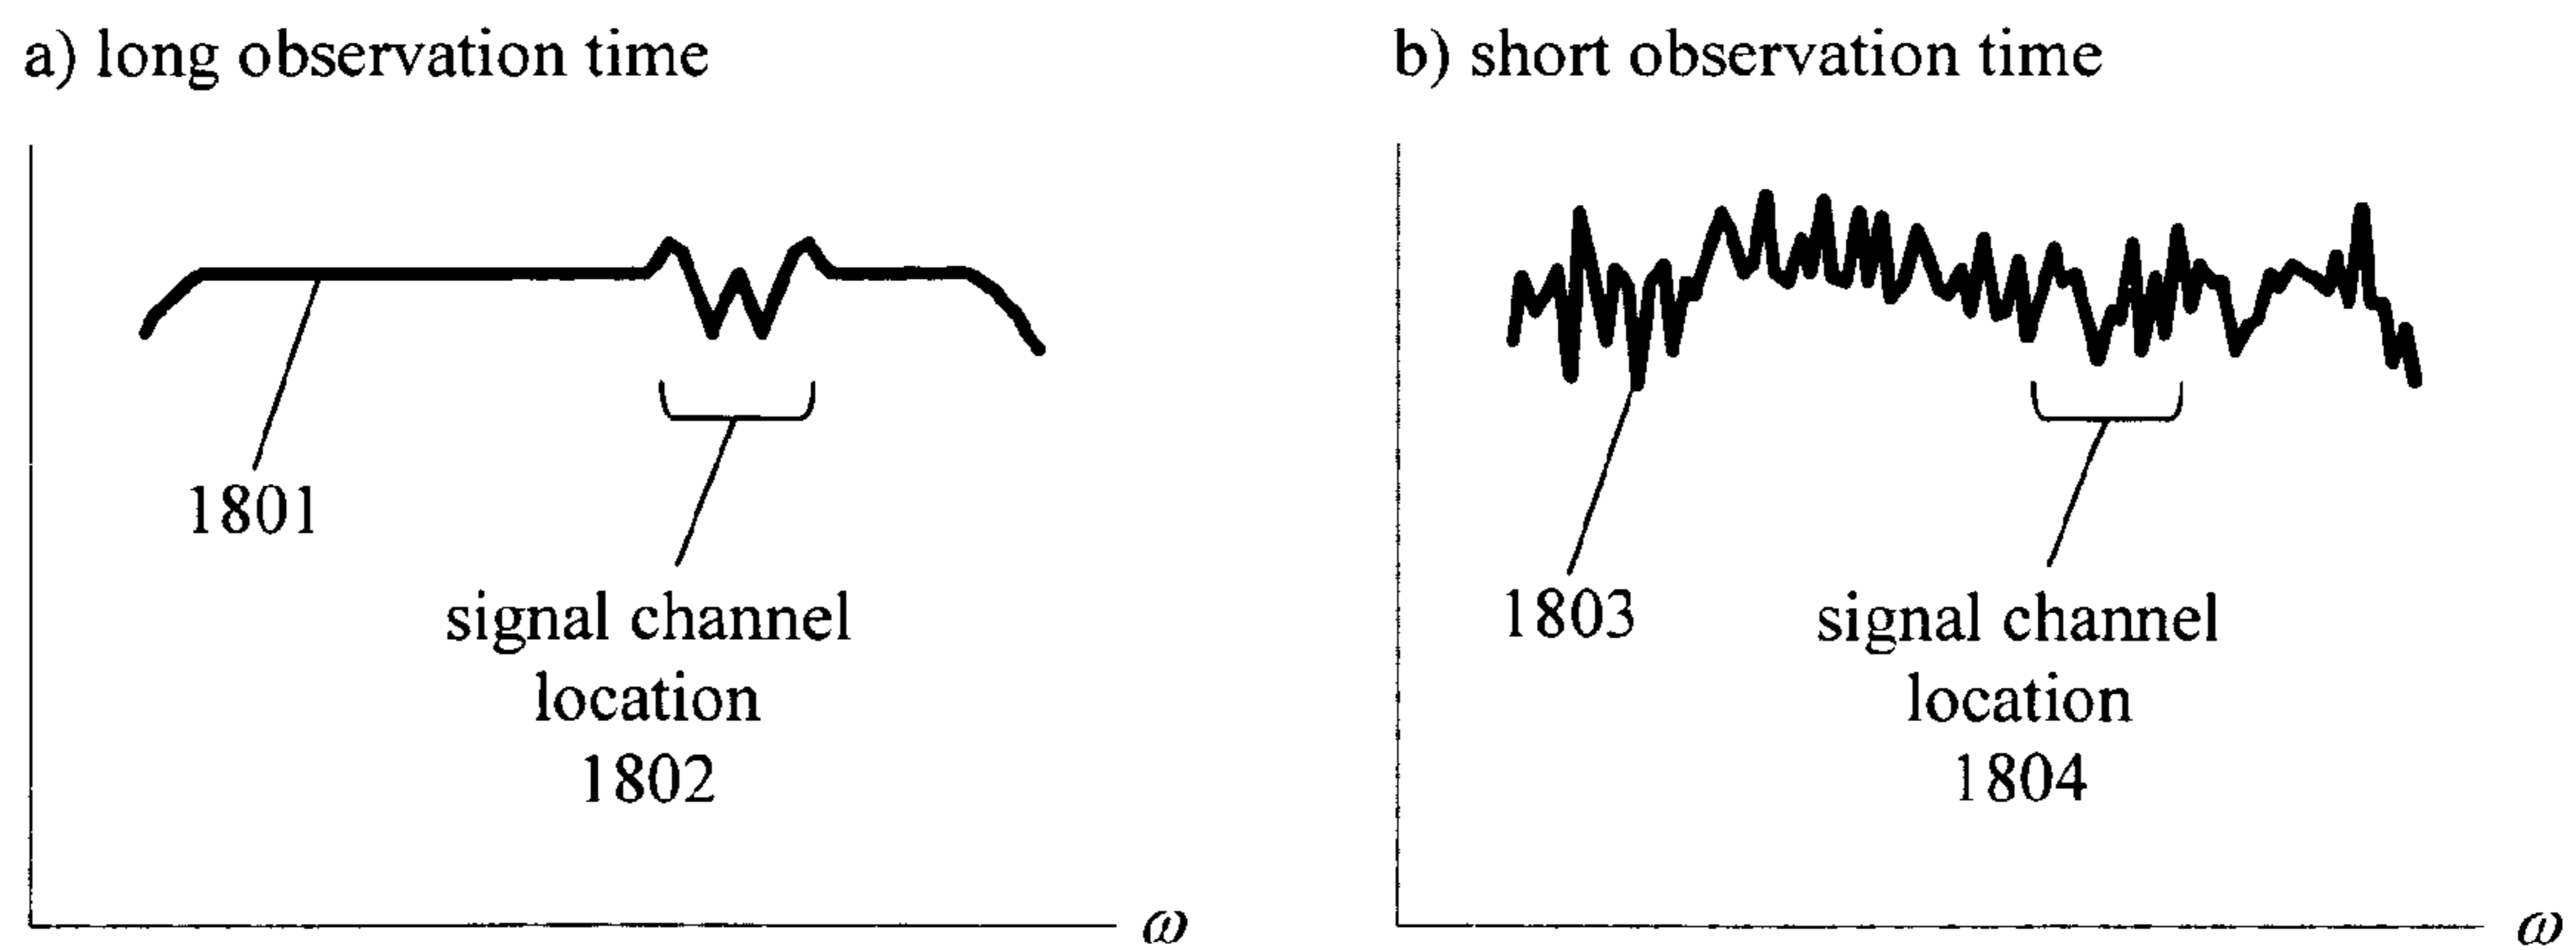 a) long observation time
1801
signal channel
location
1802
ω
b) short observation time
1803
signal channel
location
1804
ω